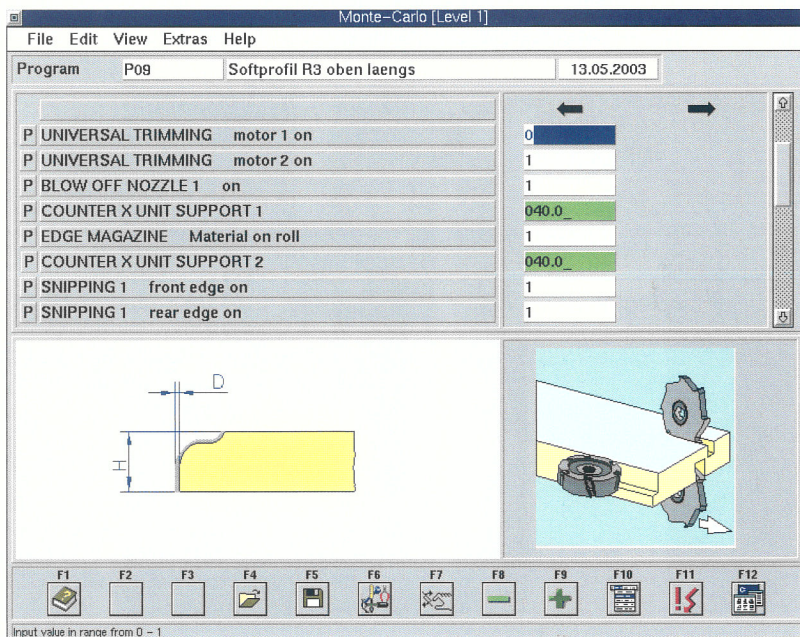 Monte-Carlo [Level 1]
File Edit View Extras Help
Program P09 Softprofil R3 oben laengs 13.05.2003
P UNIVERSAL TRIMMING motor 1 on 0
P UNIVERSAL TRIMMING motor 2 on 1
P BLOW OFF NOZZLE 1 on 1
P COUNTER X UNIT SUPPORT 1 040.0_
P EDGE MAGAZINE Material on roll 1
P COUNTER X UNIT SUPPORT 2 040.0_
P SNIPPING 1 front edge on 1
P SNIPPING 1 rear edge on 1
D
H
F1 F2 F3 F4 F5 F6 F7 F8 F9 F10 F11 F12
Input value in range from 0 - 1